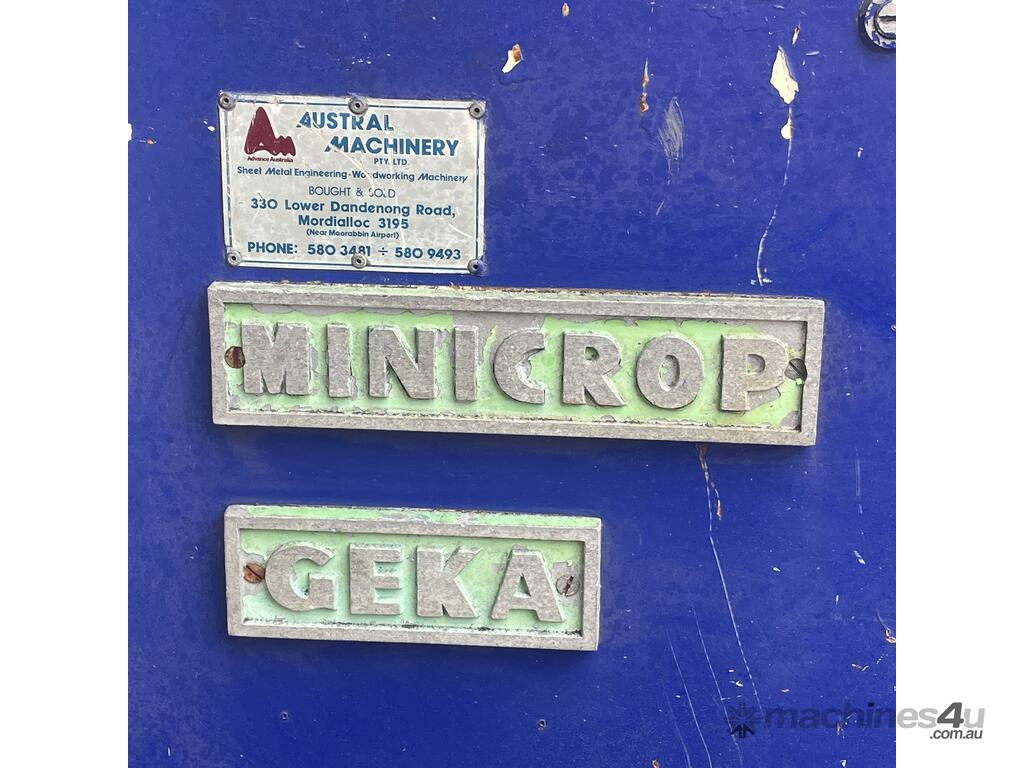 AUSTRAL
MACHINERY
PTY. LTD.
Advance Australia
Sheet Metal Engineering · Woodworking Machinery
BOUGHT & SOLD
330 Lower Dandenong Road,
Mordialloc 3195
(Near Moorabbin Airport)
PHONE: 580 3481 ÷ 580 9493
MINICROP
GEKA
machines4u
.com.au